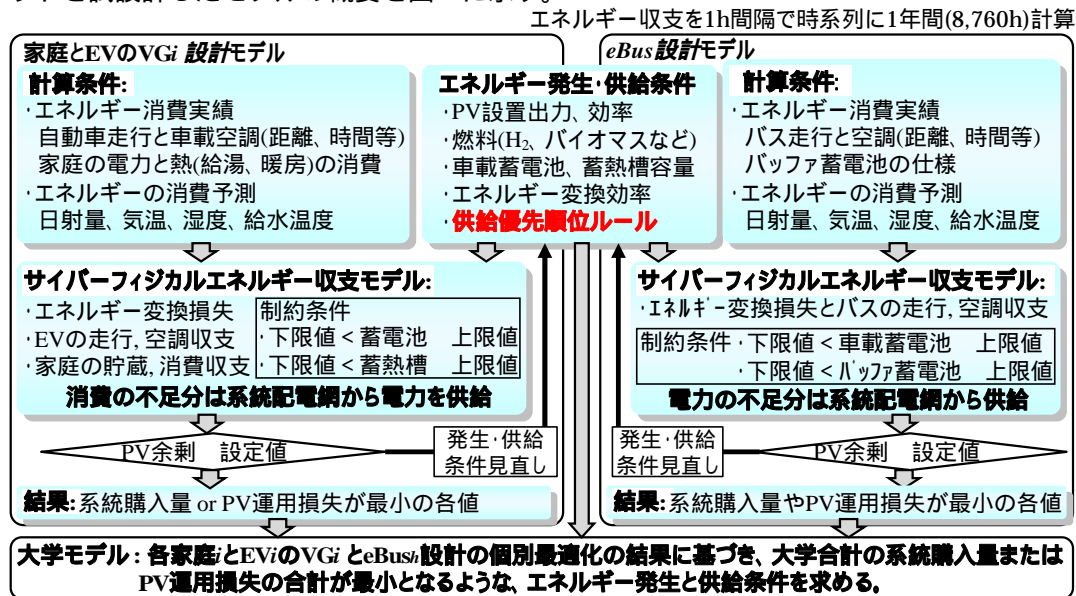 エネルギー収支を1h間隔で時系列に1年間(8,760h)計算
家庭とEVのVGi 設計モデル
計算条件:
·エネルギー消費実績
自動車走行と車載空調(距離、時間等)
家庭の電力と熱(給湯、暖房)の消費
·エネルギーの消費予測
日射量、気温、湿度、給水温度
エネルギー発生·供給条件
·PV設置出力、効率
·燃料(H2、バイオマスなど)
·車載蓄電池、蓄熱槽容量
·エネルギー変換効率
·供給優先順位ルール
eBus設計モデル
計算条件:
·エネルギー消費実績
バス走行と空調(距離、時間等)
バッファ蓄電池の仕様
·エネルギーの消費予測
日射量、気温、湿度、給水温度
サイバーフィジカルエネルギー収支モデル:
·エネルギー変換損失
·EVの走行, 空調収支
·家庭の貯蔵, 消費収支
制約条件
·下限値 < 蓄電池 上限値
·下限値 < 蓄熱槽 上限値
消費の不足分は系統配電網から電力を供給
PV余剰 設定値
発生·供給
条件見直し
結果: 系統購入量 or PV運用損失が最小の各値
サイバーフィジカルエネルギー収支モデル:
·ｴﾈﾙｷﾞｰ変換損失とバスの走行, 空調収支
制約条件 ·下限値 < 車載蓄電池 上限値
·下限値 < ﾊﾞｯﾌｧ蓄電池 上限値
電力の不足分は系統配電網から供給
発生·供給
条件見直し
PV余剰 設定値
結果: 系統購入量やPV運用損失が最小の各値
大学モデル : 各家庭iとEViのVGi とeBush設計の個別最適化の結果に基づき、大学合計の系統購入量または
PV運用損失の合計が最小となるような、エネルギー発生と供給条件を求める。